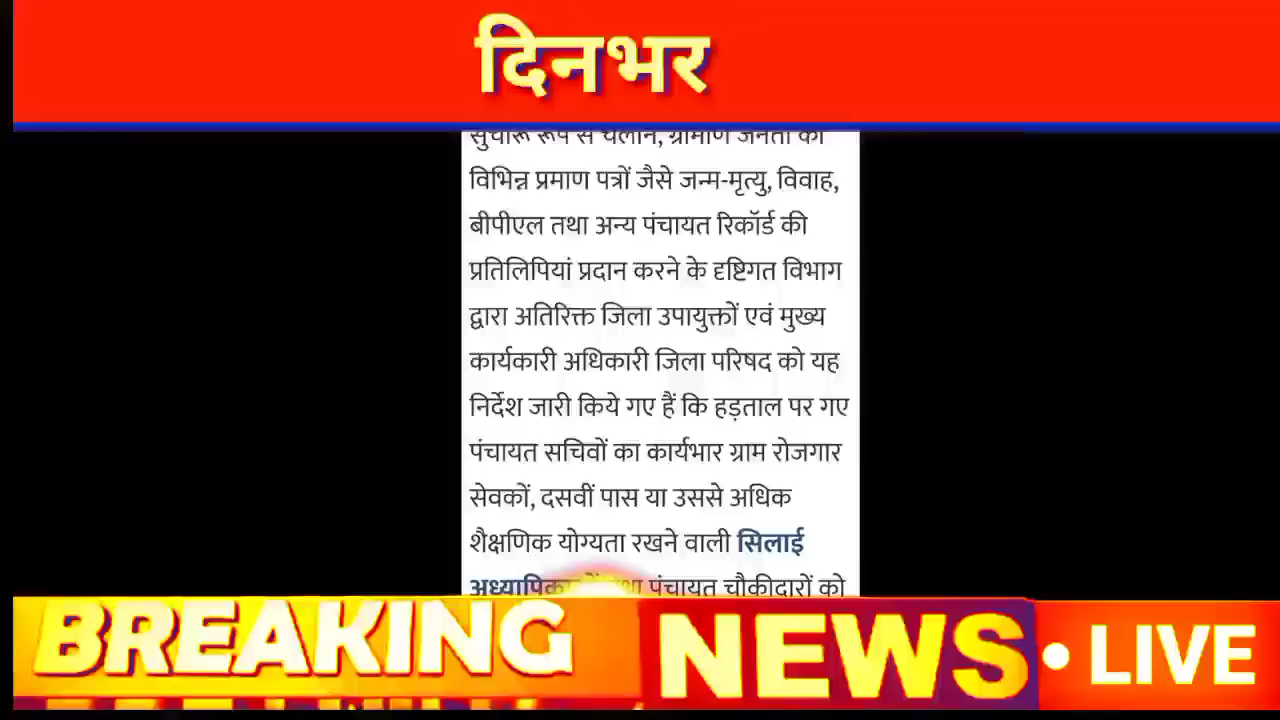 दिनभर
सुचारू रूप से चलाने, ग्रामीण जनता को
विभिन्न प्रमाण पत्रों जैसे जन्म-मृत्यु, विवाह,
बीपीएल तथा अन्य पंचायत रिकॉर्ड की
प्रतिलिपियां प्रदान करने के दृष्टिगत विभाग
द्वारा अतिरिक्त जिला उपायुक्तों एवं मुख्य
कार्यकारी अधिकारी जिला परिषद को यह
निर्देश जारी किये गए हैं कि हड़ताल पर गए
पंचायत सचिवों का कार्यभार ग्राम रोजगार
सेवकों, दसवीं पास या उससे अधिक
शैक्षणिक योग्यता रखने वाली सिलाई
पंचायत चौकीदारों को
BREAKING NEWS • LIVE